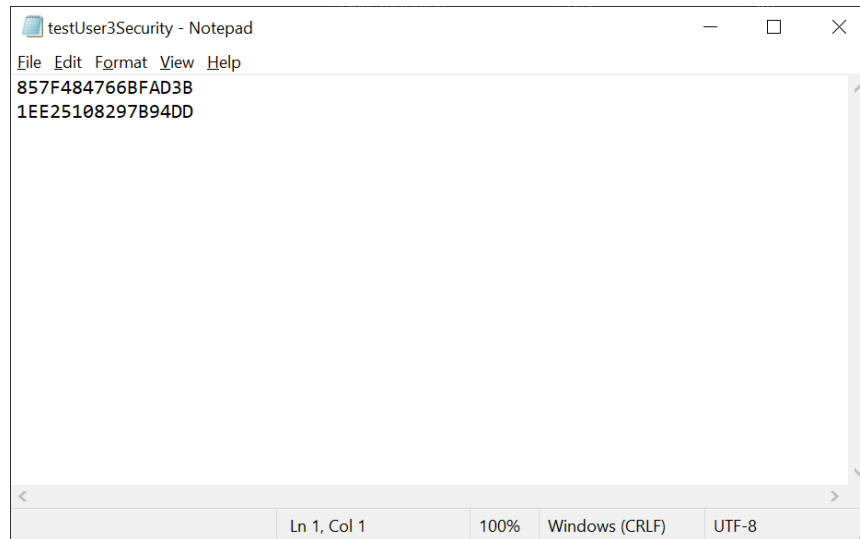 testUser3Security - Notepad
File Edit Format View Help
857F484766BFAD3B
1EE25108297B94DD
Ln 1, Col 1 100% Windows (CRLF) UTF-8